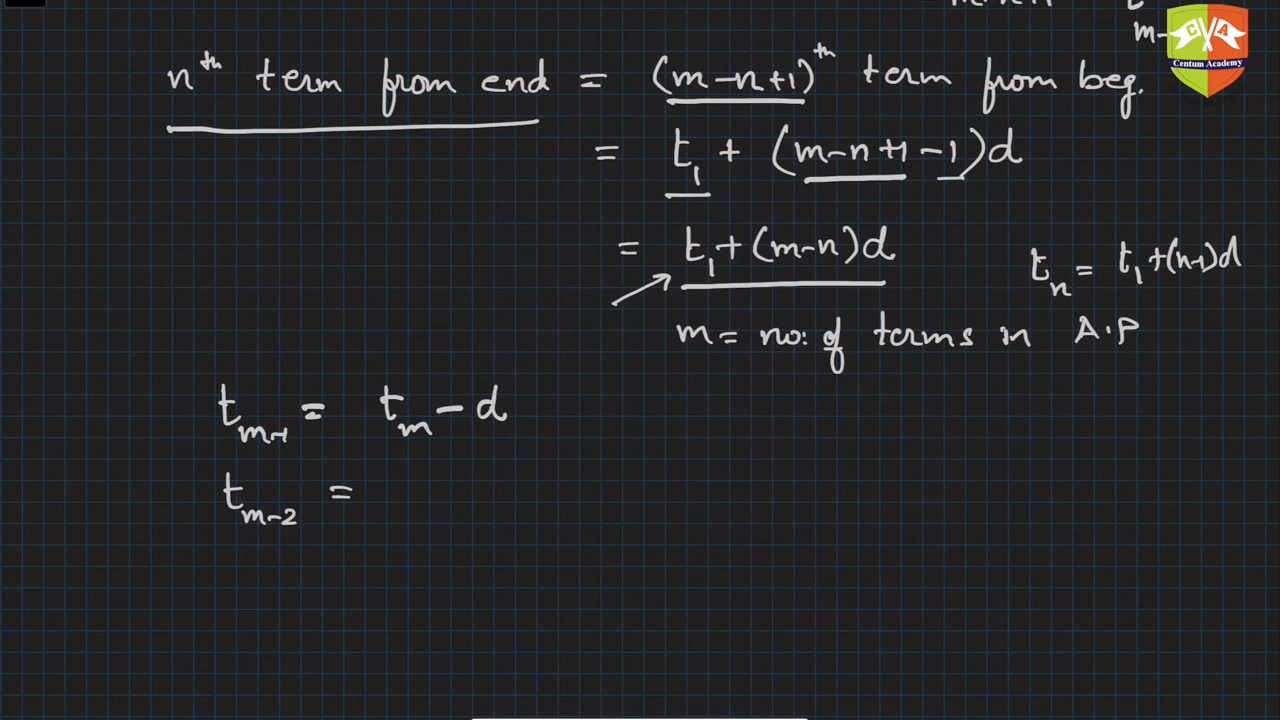 m-
C A
Centum Academy
nth term from end = (m-n+1)th term from beg.
= t1 + (m-n+1-1)d
= t1+(m-n)d
tn = t1+(n-1)d
m = no: of terms in A.P
tm-1 = tm - d
tm-2 =